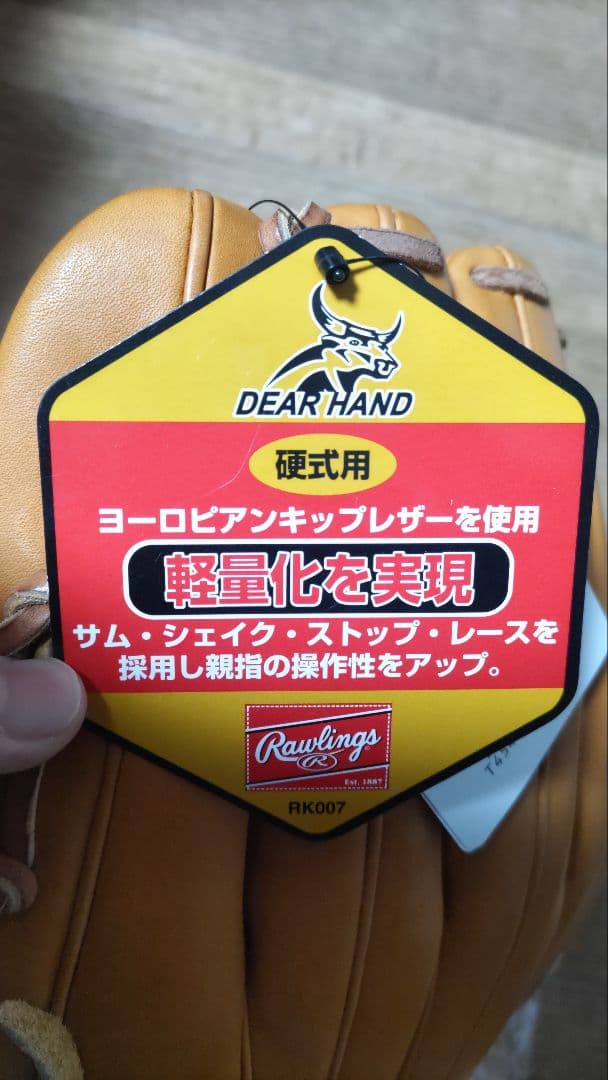 DEAR HAND
硬式用
ヨーロピアンキップレザーを使用
軽量化を実現
サム・シェイク・ストップ・レースを
採用し親指の操作性をアップ。
Rawlings
R
Est. 1887
RK007